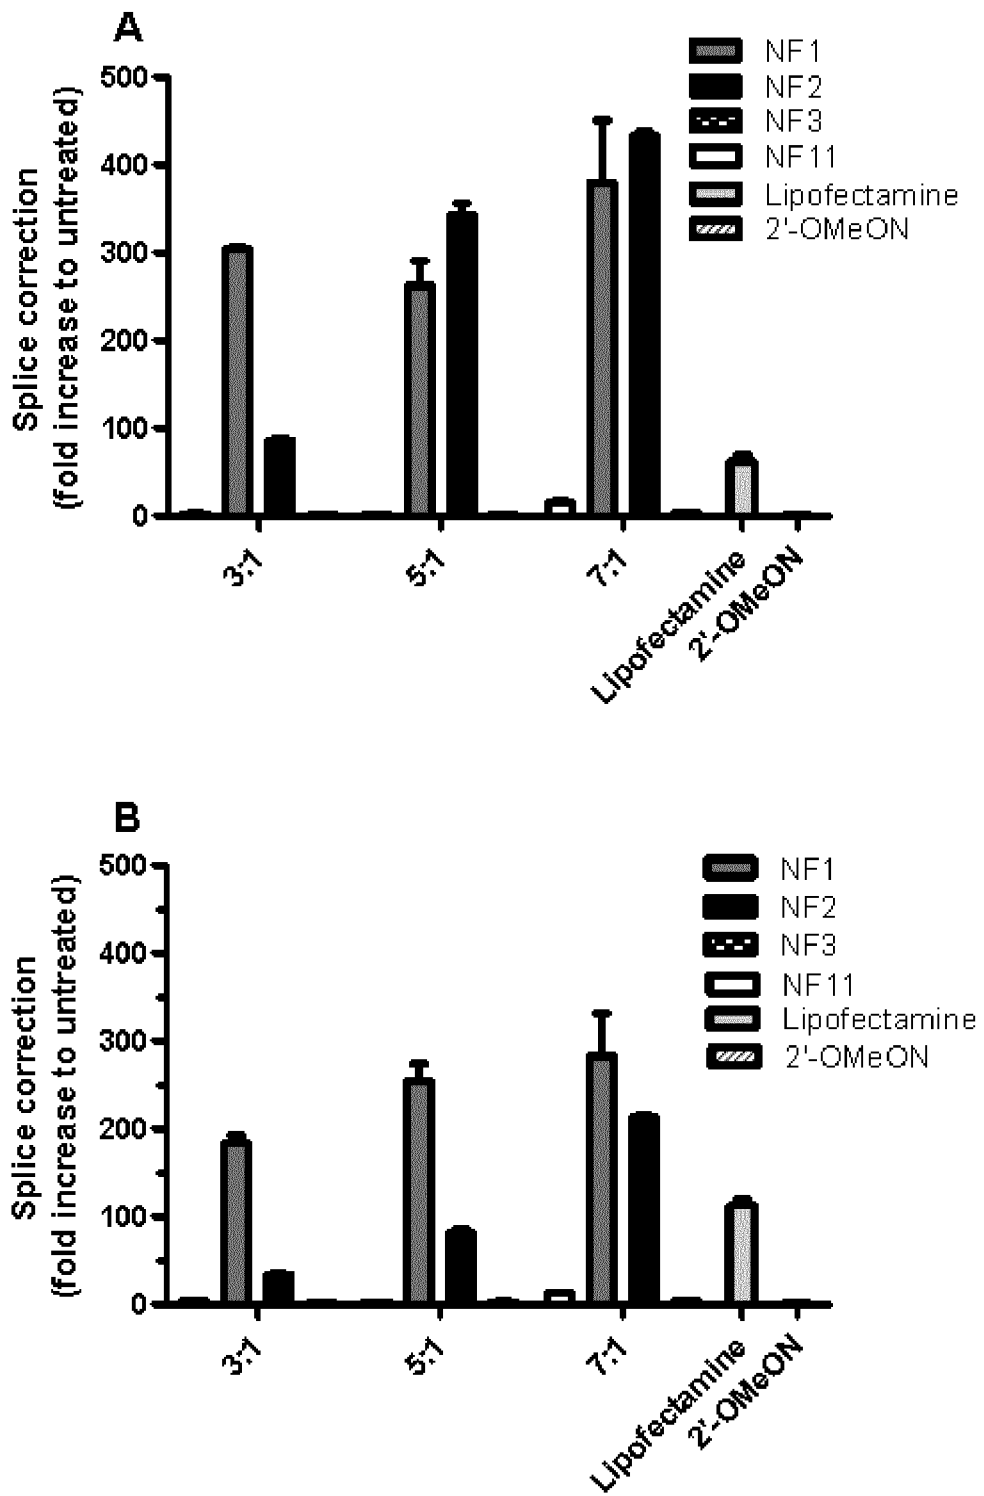 A
Splice correction
(fold increase to untreated)
500
400
300
200
100
0
NF1
NF2
NF3
NF11
Lipofectamine
2'-OMeON
3:1
5:1
7:1
Lipofectamine
2'-OMeON
B
Splice correction
(fold increase to untreated)
500
400
300
200
100
0
NF1
NF2
NF3
NF11
Lipofectamine
2'-OMeON
3:1
5:1
7:1
Lipofectamine
2'-OMeON